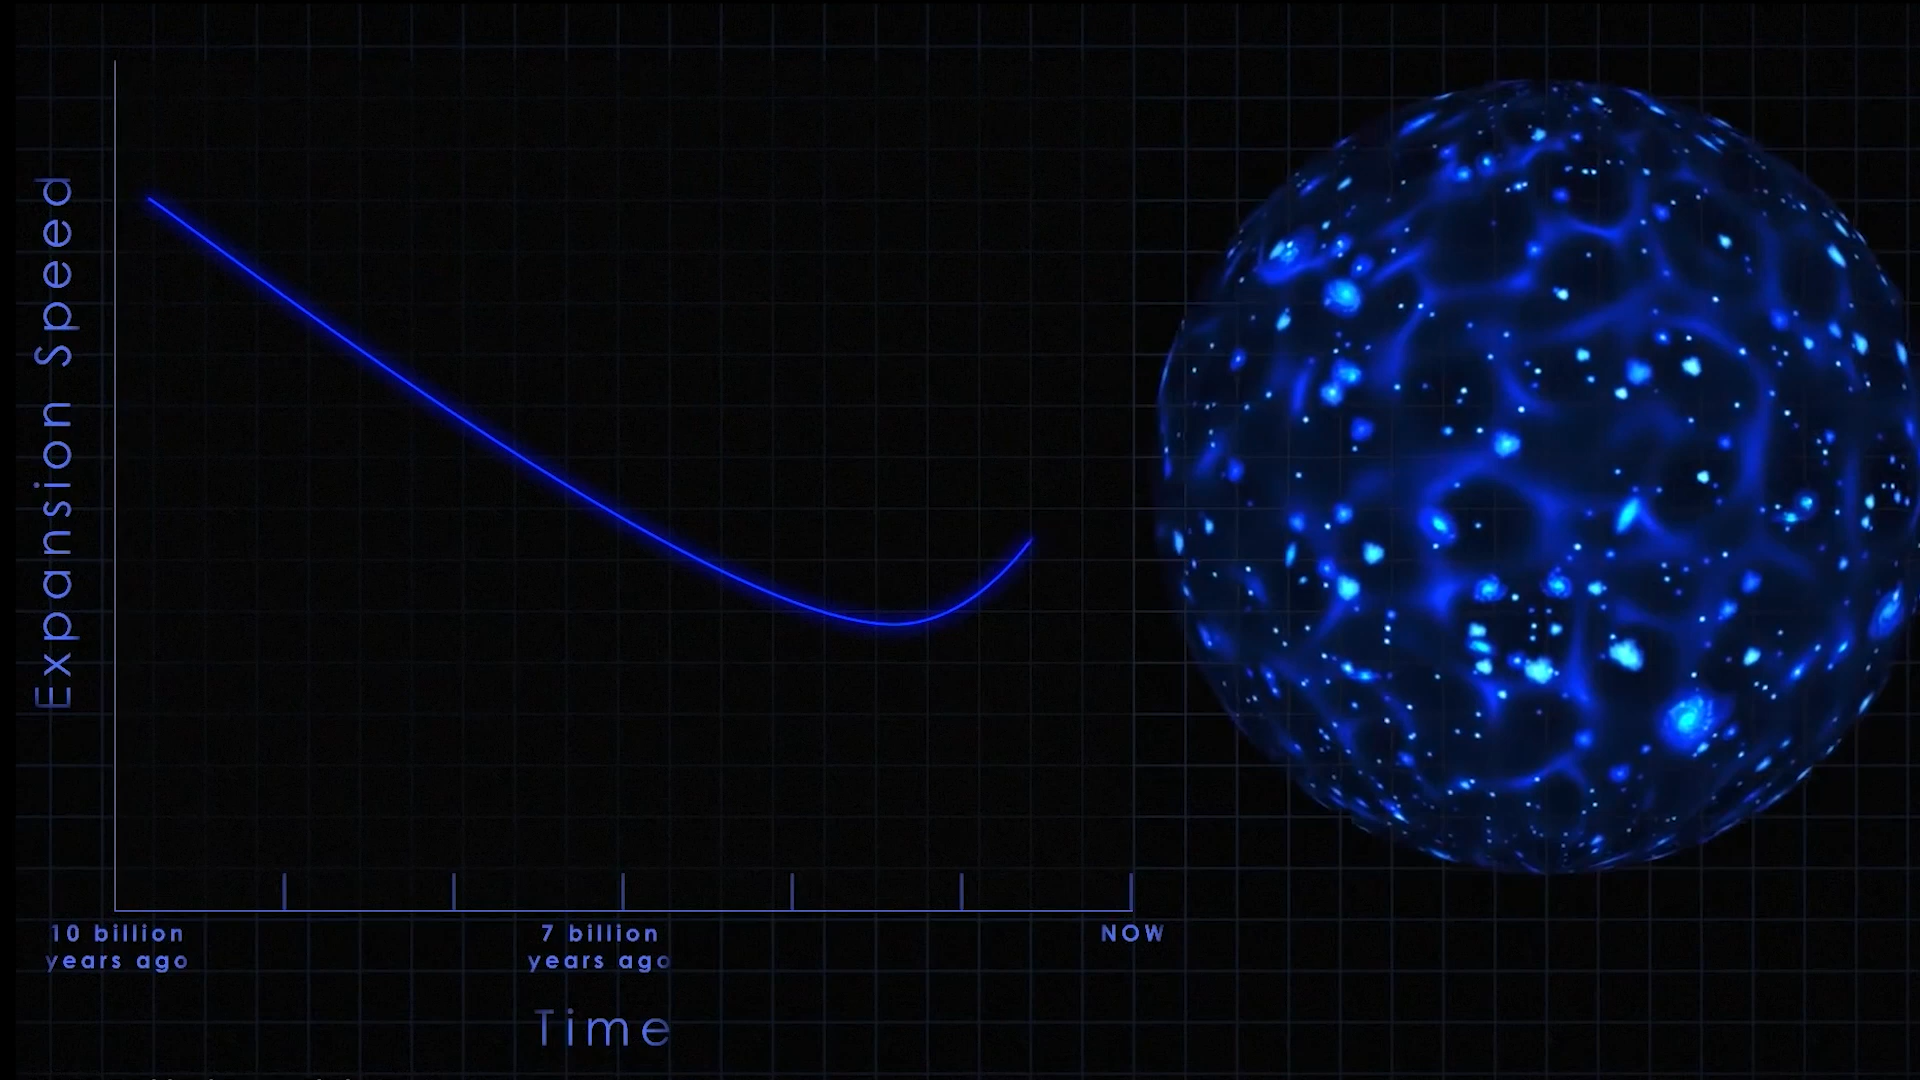 Expansion Speed
10 billion
years ago
7 billion
years ago
NOW
Time